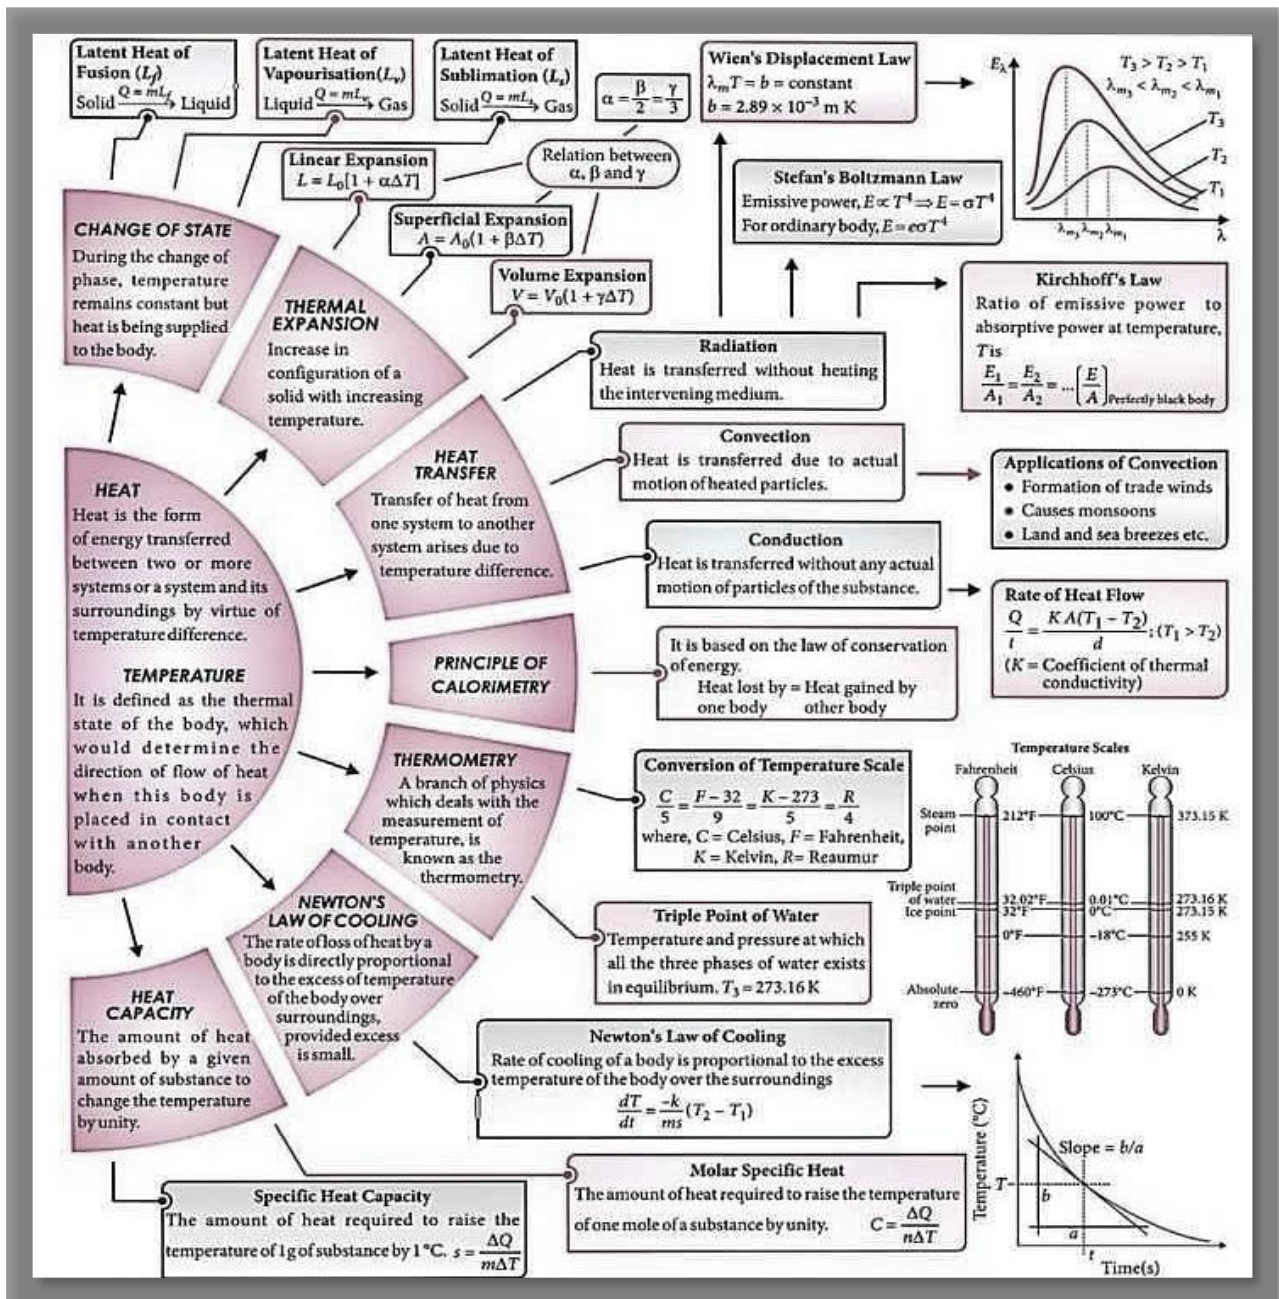 Latent Heat of
Fusion (L_f)
Solid Q = mL_f → Liquid
Latent Heat of
Vapourisation(L_v)
Liquid Q = mL_v → Gas
Latent Heat of
Sublimation (L_s)
Solid Q = mL_s → Gas
α = β/2 = γ/3
Wien's Displacement Law
λ_m T = b = constant
b = 2.89 × 10⁻³ m K
E_λ
T₃ > T₂ > T₁
λ_m₃ < λ_m₂ < λ_m₁
T₃
T₂
T₁
λ_m₃ λ_m₂ λ_m₁
λ
Linear Expansion
L = L₀[1 + αΔT]
Relation between
α, β and γ
Superficial Expansion
A = A₀(1 + βΔT)
Volume Expansion
V = V₀(1 + γΔT)
Stefan's Boltzmann Law
Emissive power, E ∝ T⁴ ⇒ E = σT⁴
For ordinary body, E = eσT⁴
CHANGE OF STATE
During the change of
phase, temperature
remains constant but
heat is being supplied
to the body.
THERMAL
EXPANSION
Increase in
configuration of a
solid with increasing
temperature.
Radiation
Heat is transferred without heating
the intervening medium.
Kirchhoff's Law
Ratio of emissive power to
absorptive power at temperature,
T is
E₁/A₁ = E₂/A₂ = ...(E/A)Perfectly black body
HEAT
TRANSFER
Transfer of heat from
one system to another
system arises due to
temperature difference.
Convection
Heat is transferred due to actual
motion of heated particles.
Applications of Convection
• Formation of trade winds
• Causes monsoons
• Land and sea breezes etc.
Conduction
Heat is transferred without any actual
motion of particles of the substance.
Rate of Heat Flow
Q/t = K A(T₁ − T₂)/d ; (T₁ > T₂)
(K = Coefficient of thermal
conductivity)
HEAT
Heat is the form
of energy transferred
between two or more
systems or a system and its
surroundings by virtue of
temperature difference.
TEMPERATURE
It is defined as the thermal
state of the body, which
would determine the
direction of flow of heat
when this body is
placed in contact
with another
body.
PRINCIPLE OF
CALORIMETRY
It is based on the law of conservation
of energy.
Heat lost by = Heat gained by
one body other body
THERMOMETRY
A branch of physics
which deals with the
measurement of
temperature, is
known as the
thermometry.
Conversion of Temperature Scale
C/5 = F − 32/9 = K − 273/5 = R/4
where, C = Celsius, F = Fahrenheit,
K = Kelvin, R = Reaumur
Temperature Scales
Fahrenheit Celsius Kelvin
Steam
point
212°F 100°C 373.15 K
Triple point
of water 32.02°F 0.01°C 273.16 K
Ice point 32°F 0°C 273.15 K
0°F −18°C 255 K
Absolute
zero
−460°F −273°C 0 K
Triple Point of Water
Temperature and pressure at which
all the three phases of water exists
in equilibrium. T₃ = 273.16 K
NEWTON'S
LAW OF COOLING
The rate of loss of heat by a
body is directly proportional
to the excess of temperature
of the body over
surroundings,
provided excess
is small.
Newton's Law of Cooling
Rate of cooling of a body is proportional to the excess
temperature of the body over the surroundings
dT/dt = −k/ms (T₂ − T₁)
Temperature (°C)
Slope = b/a
T
b
a
t
Time(s)
HEAT
CAPACITY
The amount of heat
absorbed by a given
amount of substance to
change the temperature
by unity.
Specific Heat Capacity
The amount of heat required to raise the
temperature of 1g of substance by 1°C. s = ΔQ/mΔT
Molar Specific Heat
The amount of heat required to raise the temperature
of one mole of a substance by unity. C = ΔQ/nΔT